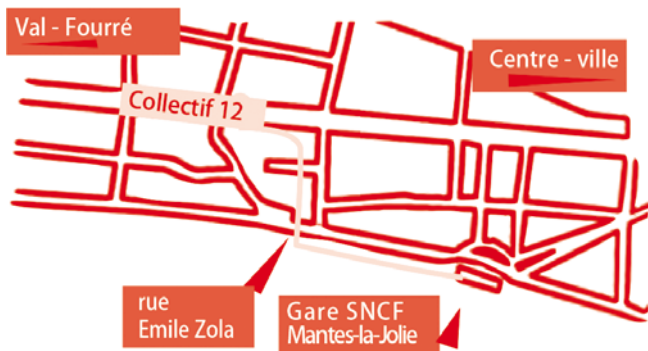 Val - Fourré
Centre - ville
Collectif 12
rue
Emile Zola
Gare SNCF
Mantes-la-Jolie